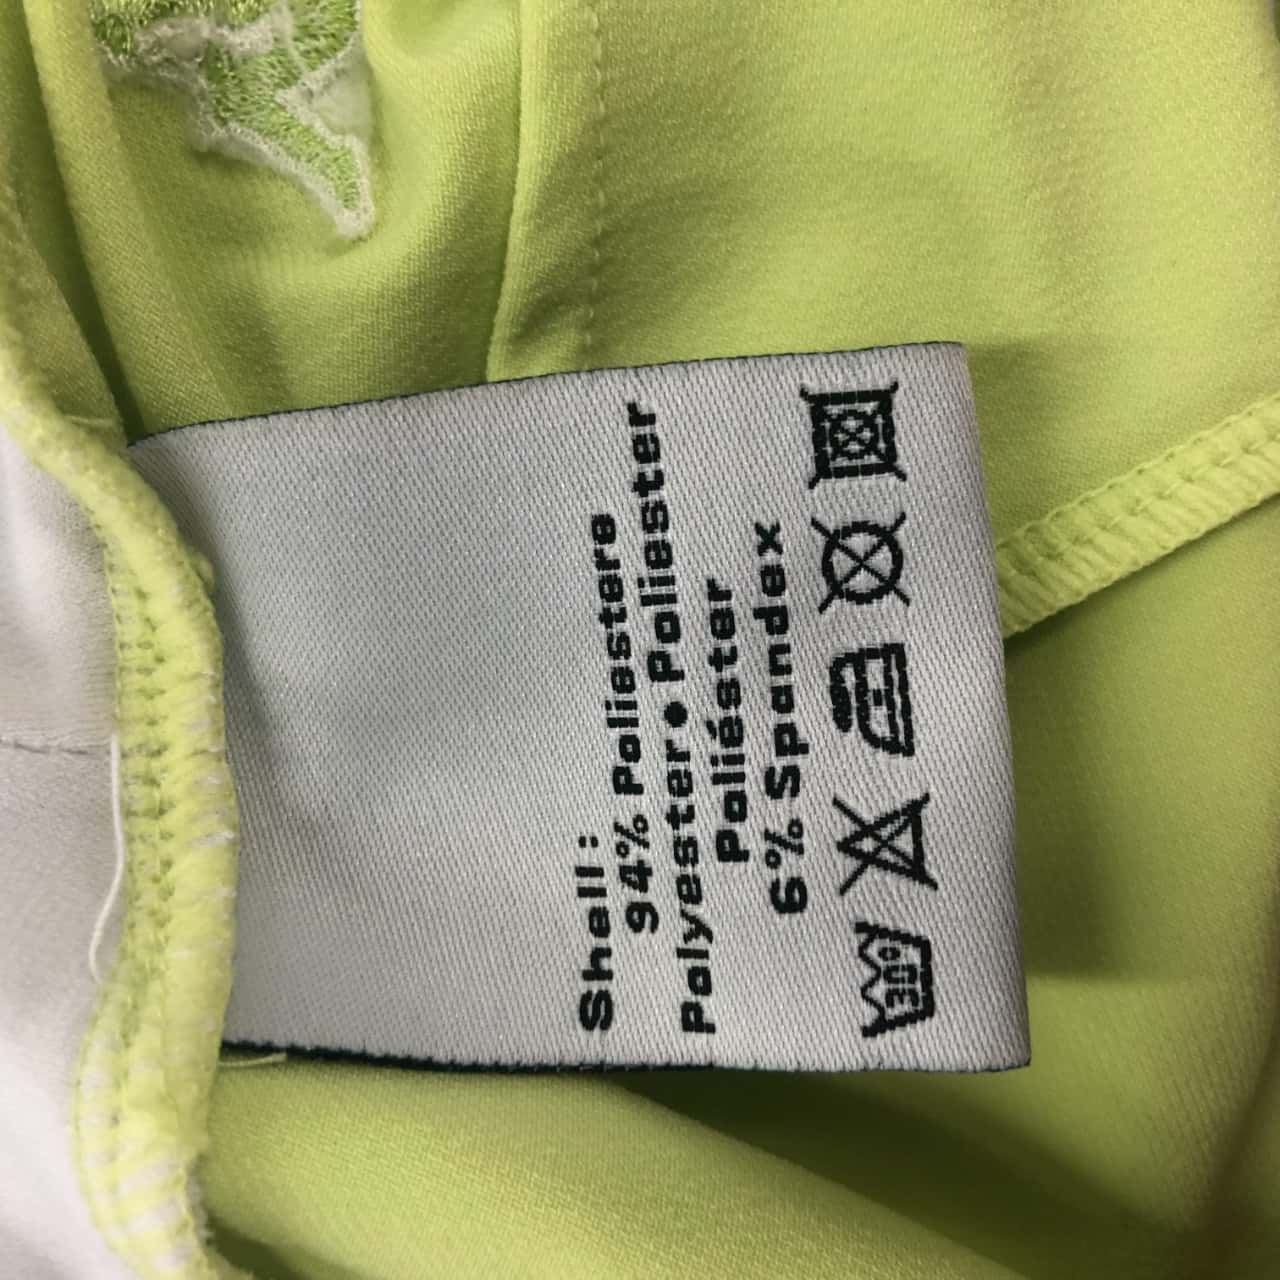 Shell:
94% Poliestere
Polyester • Poliester
Poliéster
6% Spandex
30°